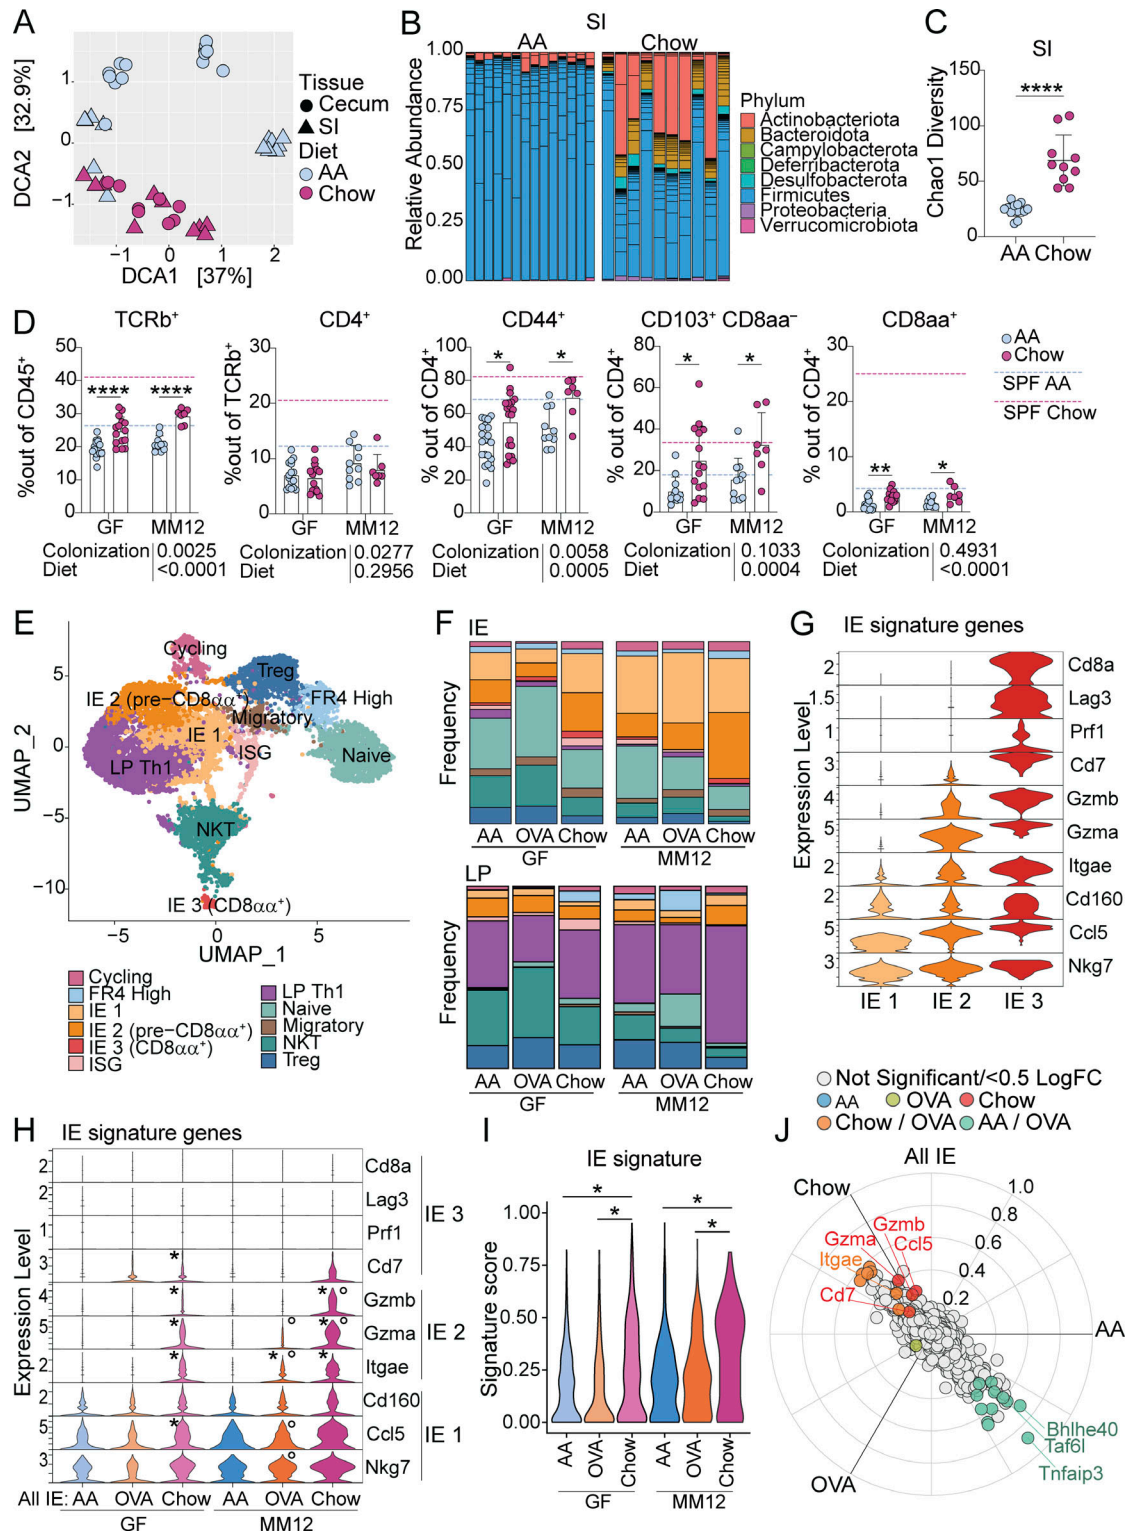 A
DCA2 [32.9%]
1
0
−1
−1
0
1
2
DCA1 [37%]
Tissue
Cecum
SI
Diet
AA
Chow
B
SI
AA
Chow
Relative Abundance
1.00
0.75
0.50
0.25
0.00
Phylum
Actinobacteriota
Bacteroidota
Campylobacterota
Deferribacterota
Desulfobacterota
Firmicutes
Proteobacteria
Verrucomicrobiota
C
SI
Chao1 Diversity
150
100
50
0
****
AA Chow
D
TCRb⁺
%out of CD45⁺
50
40
30
20
10
0
**** ****
GF MM12
Colonization 0.0025
Diet <0.0001
CD4⁺
%out of TCRb⁺
30
20
10
0
GF MM12
0.0277
0.2956
CD44⁺
% out of CD4⁺
100
80
60
40
20
0
* *
GF MM12
Colonization 0.0058
Diet 0.0005
CD103⁺ CD8aa⁻
% out of CD4⁺
80
60
40
20
0
* *
GF MM12
Colonization 0.1033
Diet 0.0004
CD8aa⁺
% out of CD4⁺
30
20
10
0
** *
GF MM12
Colonization 0.4931
Diet <0.0001
AA
Chow
SPF AA
SPF Chow
E
UMAP_2
5
0
−5
−10
Cycling
Treg
IE 2 (pre−CD8αα⁺)
FR4 High
Migratory
IE 1
ISG
Naive
LP Th1
NKT
IE 3 (CD8αα⁺)
−5
0
5
UMAP_1
Cycling
FR4 High
IE 1
IE 2 (pre−CD8αα⁺)
IE 3 (CD8αα⁺)
ISG
LP Th1
Naive
Migratory
NKT
Treg
F
IE
Frequency
AA OVA Chow AA OVA Chow
GF MM12
LP
Frequency
AA OVA Chow AA OVA Chow
GF MM12
G
IE signature genes
Expression Level
2 Cd8a
1.5 Lag3
1 Prf1
3 Cd7
4 Gzmb
5 Gzma
2 Itgae
2 Cd160
5 Ccl5
3 Nkg7
IE 1 IE 2 IE 3
H
IE signature genes
Expression Level
2 Cd8a
2 Lag3
1 Prf1
3 * Cd7
4 * * ° Gzmb
5 * ° * ° Gzma
2 * * ° * Itgae
2 Cd160
5 * ° Ccl5
3 ° Nkg7
IE 3
IE 2
IE 1
All IE: AA OVA Chow AA OVA Chow
GF MM12
I
IE signature
Signature score
1.00
0.75
0.50
0.25
0.00
* *
* *
AA OVA Chow AA OVA Chow
GF MM12
Not Significant/<0.5 LogFC
AA OVA Chow
Chow / OVA AA / OVA
J
All IE
Chow
1.0
0.8
0.6
0.4
0.2
Gzmb
Gzma
Ccl5
Itgae
Cd7
AA
OVA
Bhlhe40
Taf6l
Tnfaip3